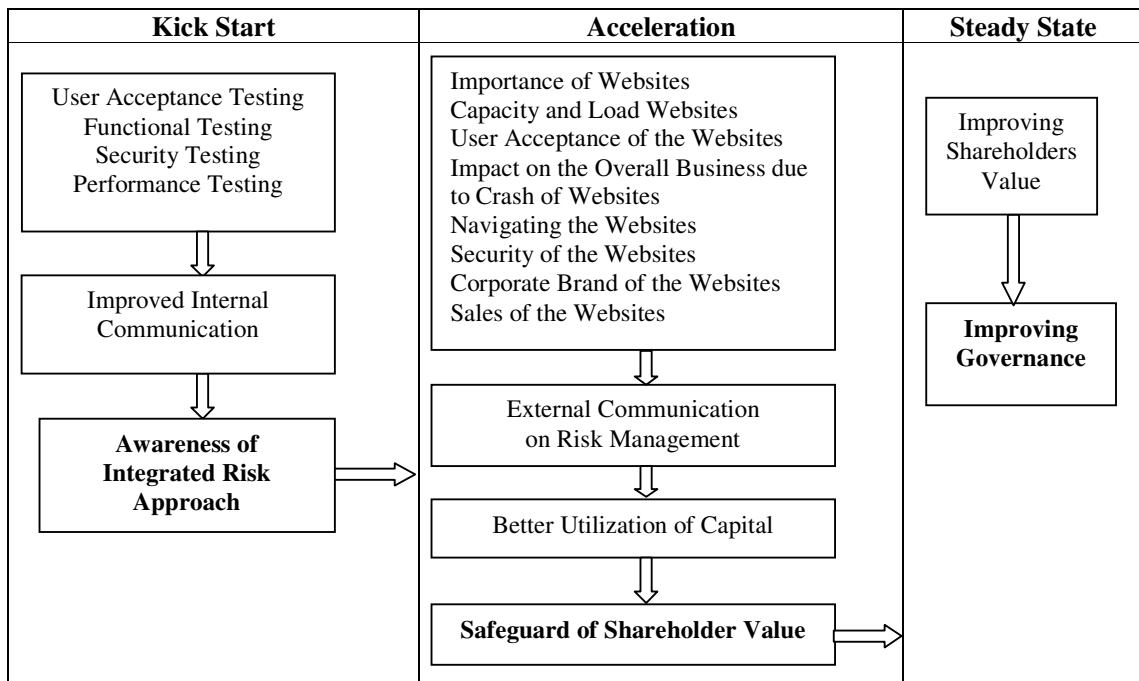 Kick Start
User Acceptance Testing
Functional Testing
Security Testing
Performance Testing
Improved Internal
Communication
Awareness of
Integrated Risk
Approach
Acceleration
Importance of Websites
Capacity and Load Websites
User Acceptance of the Websites
Impact on the Overall Business due
to Crash of Websites
Navigating the Websites
Security of the Websites
Corporate Brand of the Websites
Sales of the Websites
External Communication
on Risk Management
Better Utilization of Capital
Safeguard of Shareholder Value
Steady State
Improving
Shareholders
Value
Improving
Governance